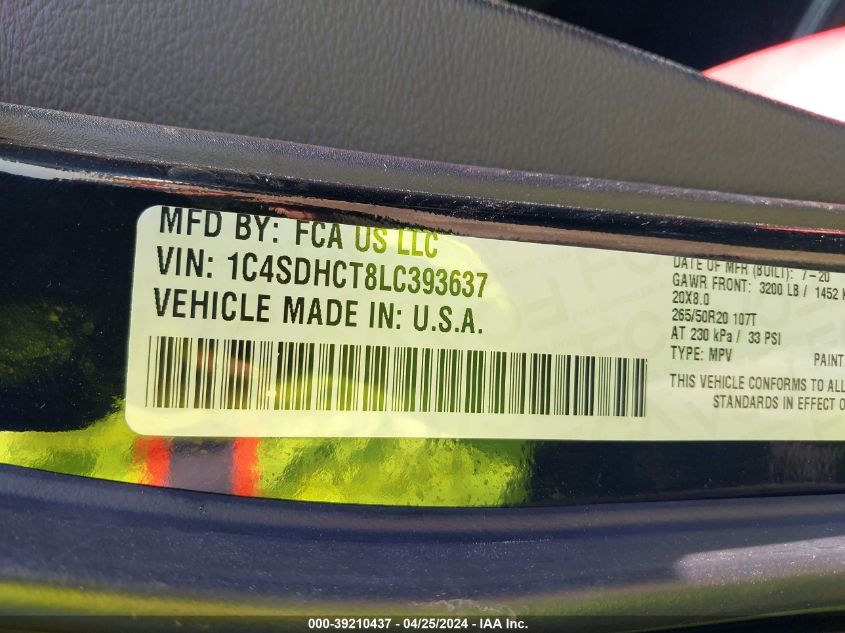 MFD BY: FCA US LLC
VIN: 1C4SDHCT8LC393637
VEHICLE MADE IN: U.S.A.
DATE OF MFR (BUILT): 7-20
GAWR FRONT: 3200 LB / 1452 K
20X8.0
265/50R20 107T
AT 230 kPa / 33 PSI
TYPE: MPV PAINT
THIS VEHICLE CONFORMS TO ALL
STANDARDS IN EFFECT O
000-39210437 - 04/25/2024 - IAA Inc.